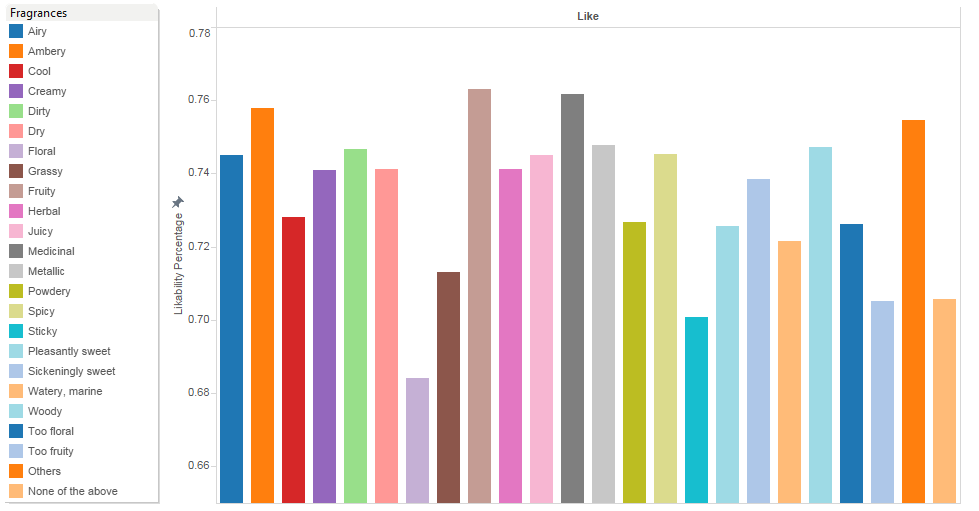 Fragrances
Airy
Ambery
Cool
Creamy
Dirty
Dry
Floral
Grassy
Fruity
Herbal
Juicy
Medicinal
Metallic
Powdery
Spicy
Sticky
Pleasantly sweet
Sickeningly sweet
Watery, marine
Woody
Too floral
Too fruity
Others
None of the above
Like
Likability Percentage
0.78
0.76
0.74
0.72
0.70
0.68
0.66